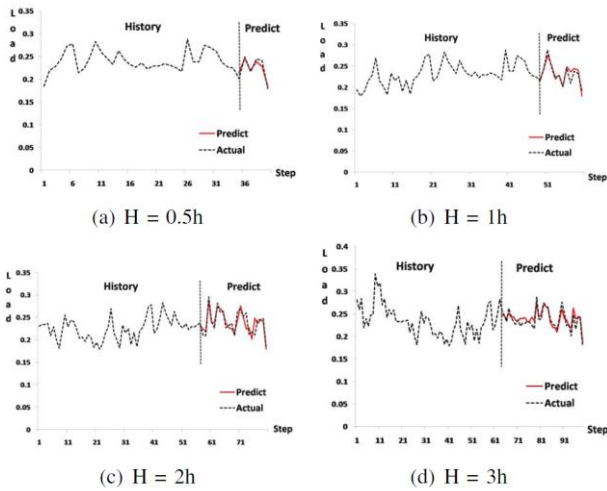 Load
0.35
0.3
0.25
0.2
0.15
0.1
0.05
0
History
Predict
Predict
Actual
1 6 11 16 21 26 31 36
Step
(a) H = 0.5h
Load
0.35
0.3
0.25
0.2
0.15
0.1
0.05
0
History
Predict
Predict
Actual
1 11 21 31 41 51
Step
(b) H = 1h
Load
0.35
0.3
0.25
0.2
0.15
0.1
0.05
0
History
Predict
Predict
Actual
1 11 21 31 41 51 61 71
Step
(c) H = 2h
Load
0.4
0.35
0.3
0.25
0.2
0.15
0.1
0.05
0
History
Predict
Predict
Actual
1 11 21 31 41 51 61 71 81 91
Step
(d) H = 3h